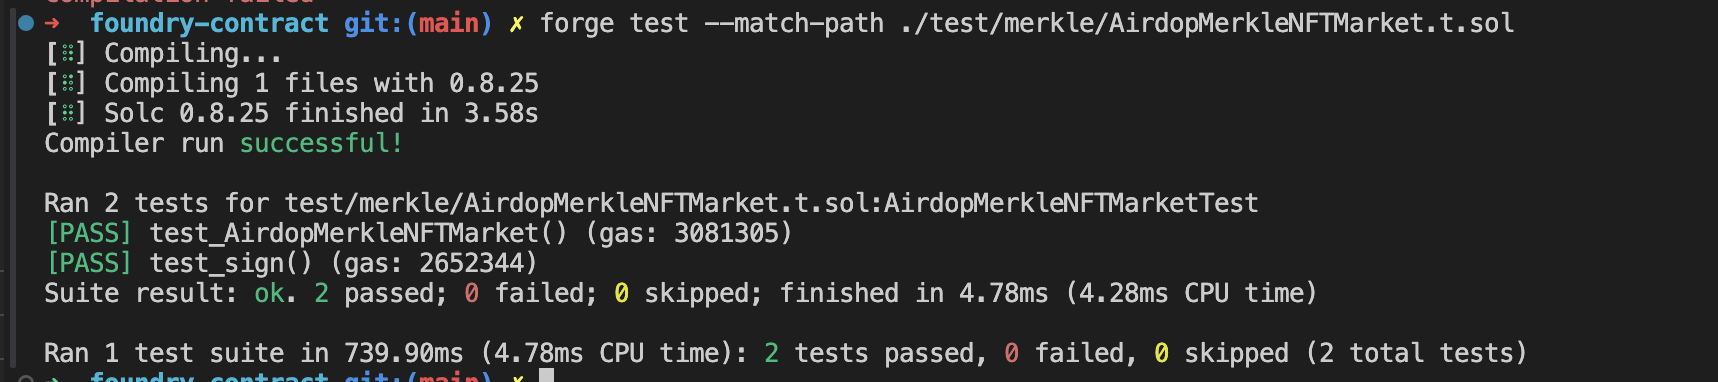 compilation failed
➜ foundry-contract git:(main) ✗ forge test --match-path ./test/merkle/AirdopMerkleNFTMarket.t.sol
[⠿] Compiling...
[⠿] Compiling 1 files with 0.8.25
[⠿] Solc 0.8.25 finished in 3.58s
Compiler run successful!
Ran 2 tests for test/merkle/AirdopMerkleNFTMarket.t.sol:AirdopMerkleNFTMarketTest
[PASS] test_AirdopMerkleNFTMarket() (gas: 3081305)
[PASS] test_sign() (gas: 2652344)
Suite result: ok. 2 passed; 0 failed; 0 skipped; finished in 4.78ms (4.28ms CPU time)
Ran 1 test suite in 739.90ms (4.78ms CPU time): 2 tests passed, 0 failed, 0 skipped (2 total tests)
➜ foundry-contract git:(main) ✗